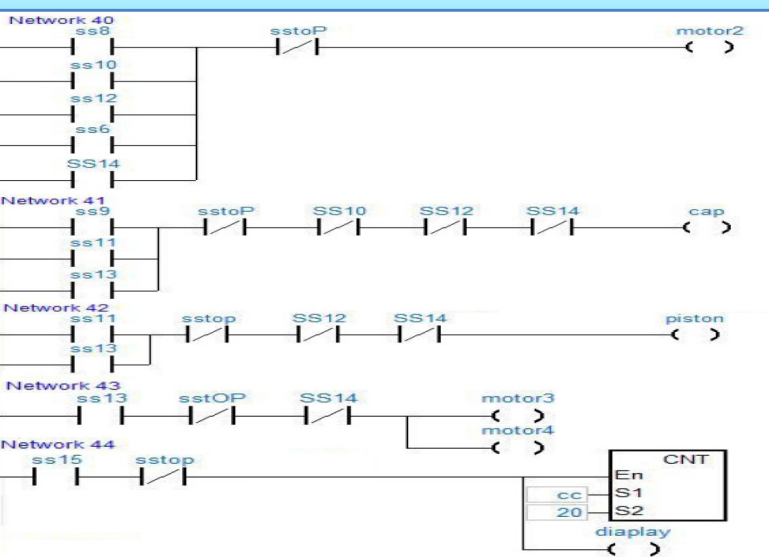 Network 40
ss8 sstoP motor2
ss10
ss12
ss6
SS14
Network 41
ss9 sstoP SS10 SS12 SS14 cap
ss11
ss13
Network 42
ss11 sstop SS12 SS14 piston
ss13
Network 43
ss13 sstOP SS14 motor3
motor4
Network 44
ss15 sstop CNT
En
cc S1
20 S2
diaplay